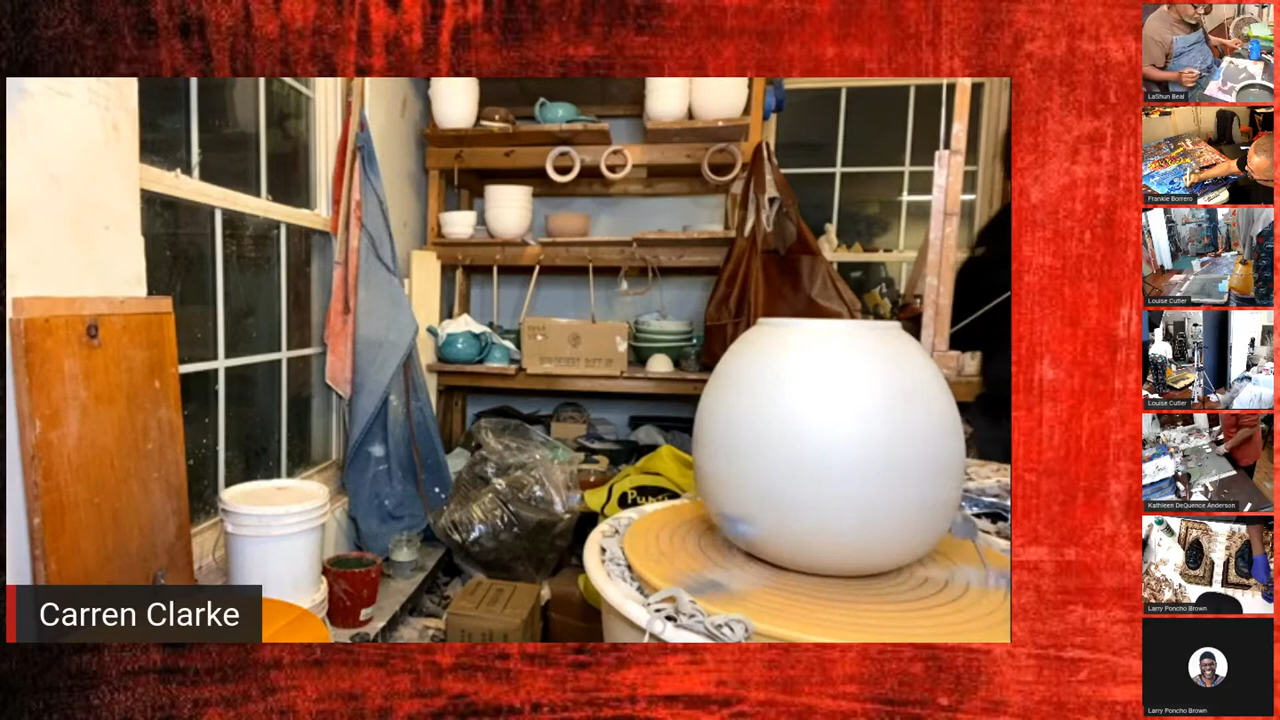 Carren Clarke
LaShun Beal
Frankie Borrero
Louise Cutler
Louise Cutler
Kathleen DeQuence Anderson
Larry Poncho Brown
Larry Poncho Brown